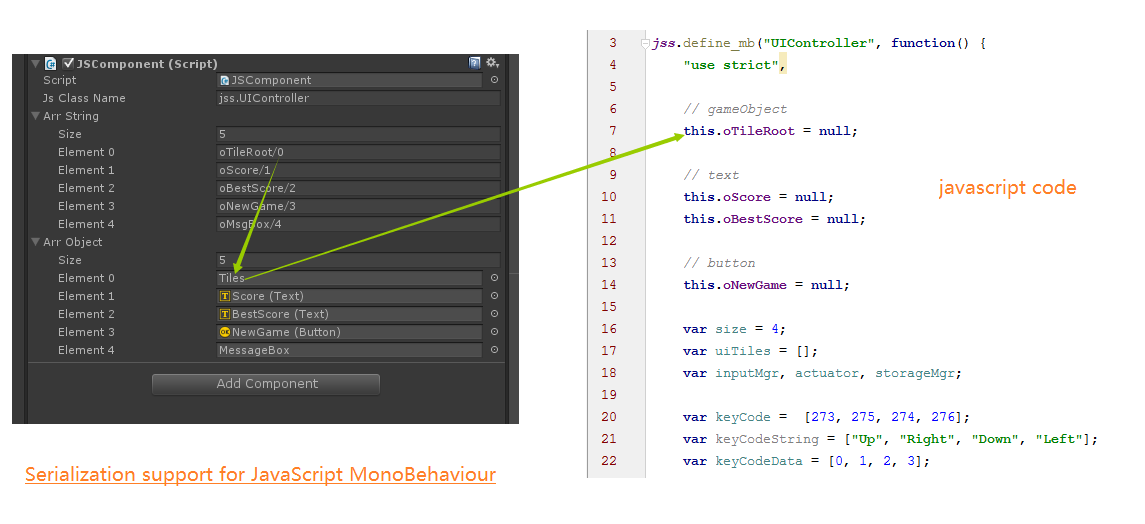 JSComponent (Script)
Script JSComponent
Js Class Name jss.UIController
Arr String
Size 5
Element 0 oTileRoot/0
Element 1 oScore/1
Element 2 oBestScore/2
Element 3 oNewGame/3
Element 4 oMsgBox/4
Arr Object
Size 5
Element 0 Tiles
Element 1 Score (Text)
Element 2 BestScore (Text)
Element 3 NewGame (Button)
Element 4 MessageBox
Add Component
Serialization support for JavaScript MonoBehaviour
3 jss.define_mb("UIController", function() {
4 "use strict",
5
6 // gameObject
7 this.oTileRoot = null;
8
9 // text
10 this.oScore = null;
11 this.oBestScore = null;
12
13 // button
14 this.oNewGame = null;
15
16 var size = 4;
17 var uiTiles = [];
18 var inputMgr, actuator, storageMgr;
19
20 var keyCode = [273, 275, 274, 276];
21 var keyCodeString = ["Up", "Right", "Down", "Left"];
22 var keyCodeData = [0, 1, 2, 3];
javascript code